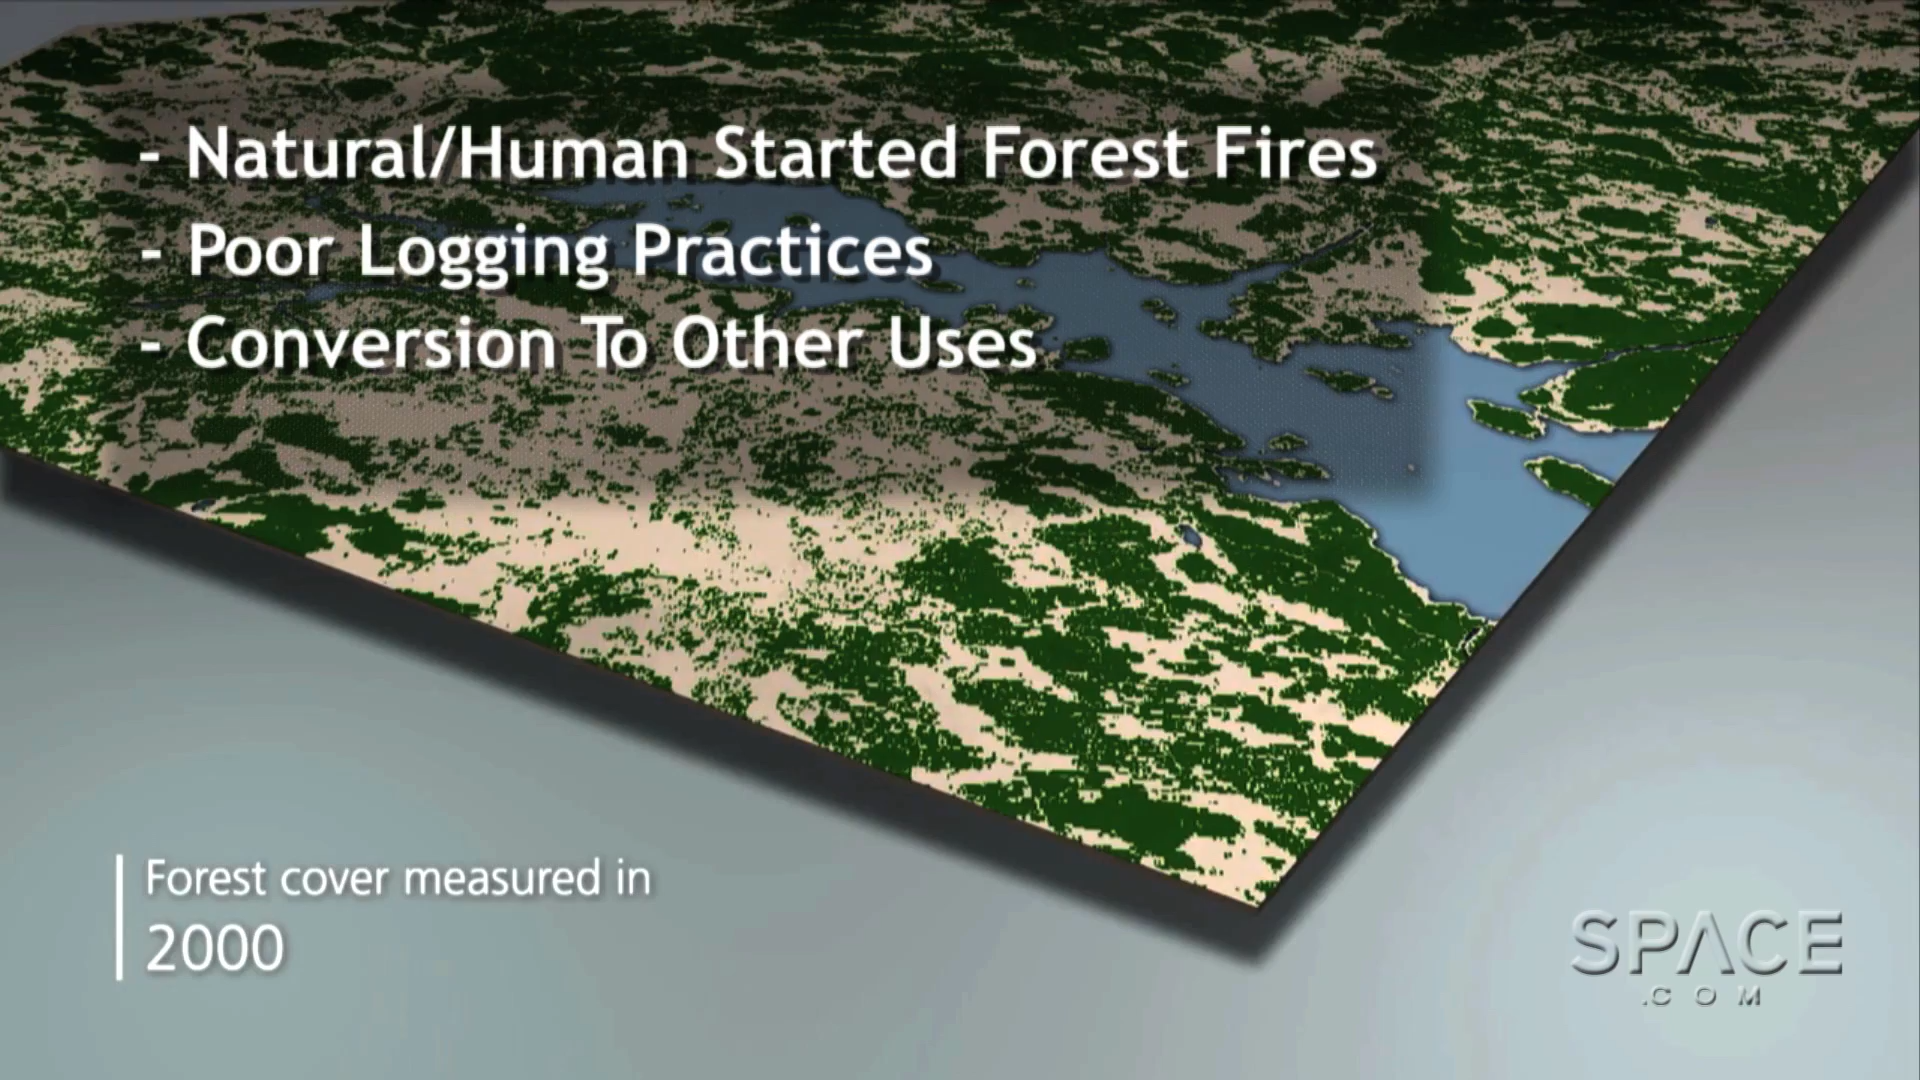 - Natural/Human Started Forest Fires
- Poor Logging Practices
- Conversion To Other Uses
Forest cover measured in
2000
SPACE
.COM